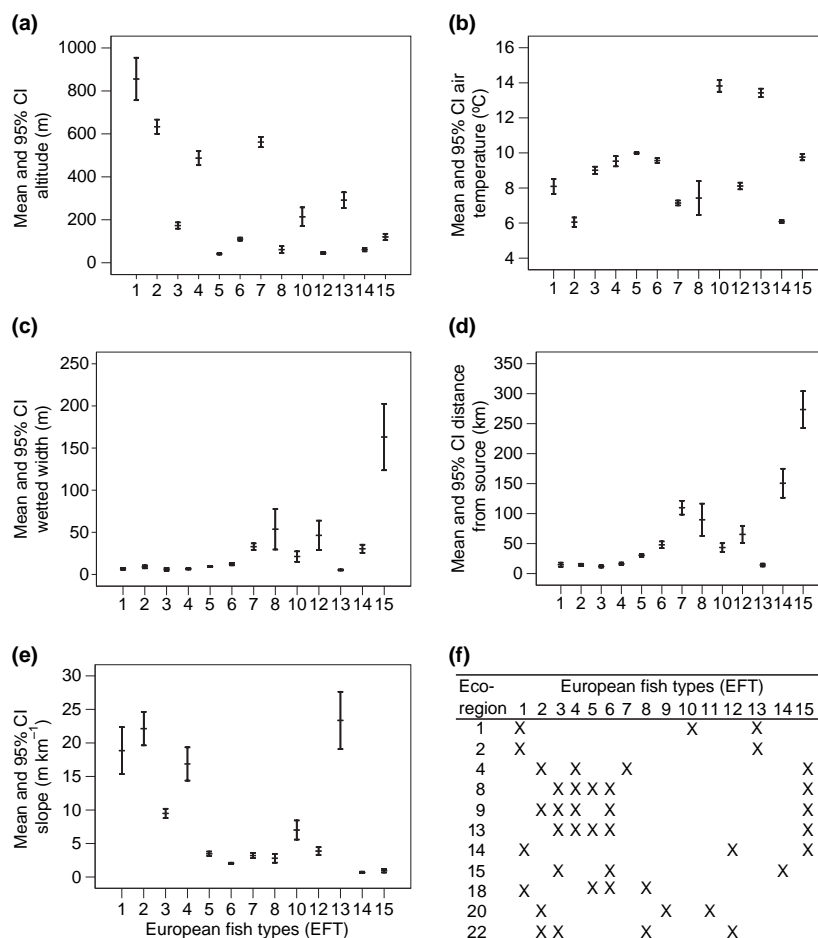 (a)
Mean and 95% CI
altitude (m)
1000
800
600
400
200
0
1 2 3 4 5 6 7 8 10 12 13 14 15
(b)
Mean and 95% CI air
temperature (ºC)
16
14
12
10
8
6
4
1 2 3 4 5 6 7 8 10 12 13 14 15
(c)
Mean and 95% CI
wetted width (m)
250
200
150
100
50
0
1 2 3 4 5 6 7 8 10 12 13 14 15
(d)
Mean and 95% CI distance
from source (km)
350
300
250
200
150
100
50
0
1 2 3 4 5 6 7 8 10 12 13 14 15
(e)
Mean and 95% CI
slope (m km⁻¹)
30
25
20
15
10
5
0
1 2 3 4 5 6 7 8 10 12 13 14 15
European fish types (EFT)
(f)
Eco- European fish types (EFT)
region 1 2 3 4 5 6 7 8 9 10 11 12 13 14 15
1 X X X
2 X X
4 X X X X
8 X X X X X
9 X X X X X
13 X X X X X
14 X X X
15 X X X
18 X X X X
20 X X X
22 X X X X